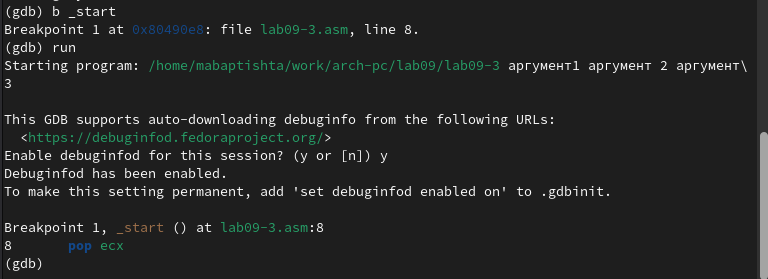 (gdb) b _start
Breakpoint 1 at 0x80490e8: file lab09-3.asm, line 8.
(gdb) run
Starting program: /home/mabaptishta/work/arch-pc/lab09/lab09-3 аргумент1 аргумент 2 аргумент\
3

This GDB supports auto-downloading debuginfo from the following URLs:
  <https://debuginfod.fedoraproject.org/>
Enable debuginfod for this session? (y or [n]) y
Debuginfod has been enabled.
To make this setting permanent, add 'set debuginfod enabled on' to .gdbinit.

Breakpoint 1, _start () at lab09-3.asm:8
8       pop ecx
(gdb)